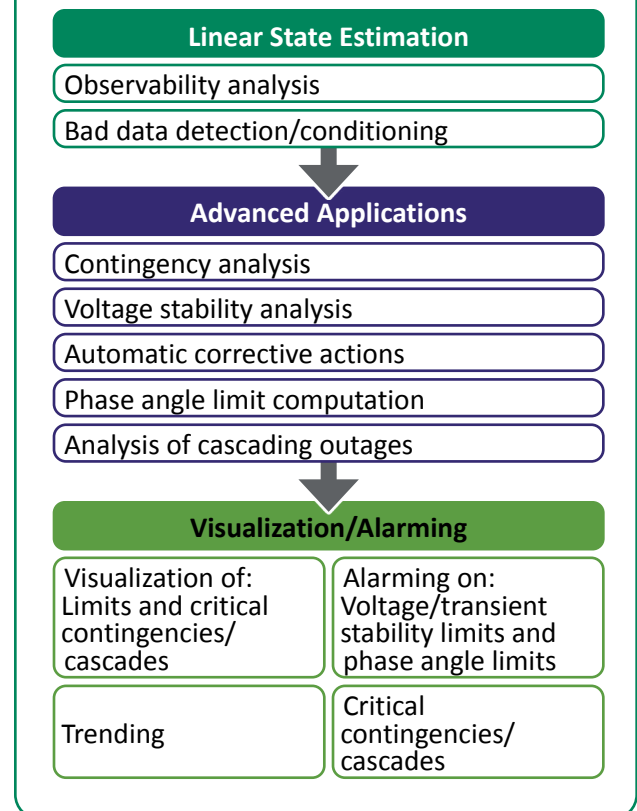 Linear State Estimation
Observability analysis
Bad data detection/conditioning
Advanced Applications
Contingency analysis
Voltage stability analysis
Automatic corrective actions
Phase angle limit computation
Analysis of cascading outages
Visualization/Alarming
Visualization of:
Limits and critical
contingencies/
cascades
Alarming on:
Voltage/transient
stability limits and
phase angle limits
Trending
Critical
contingencies/
cascades